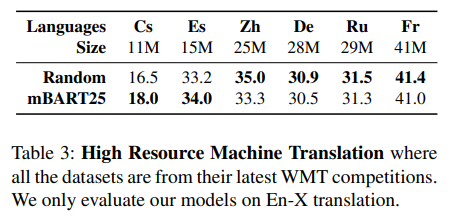 Languages Cs Es Zh De Ru Fr
Size 11M 15M 25M 28M 29M 41M
Random 16.5 33.2 35.0 30.9 31.5 41.4
mBART25 18.0 34.0 33.3 30.5 31.3 41.0
Table 3: High Resource Machine Translation where
all the datasets are from their latest WMT competitions.
We only evaluate our models on En-X translation.